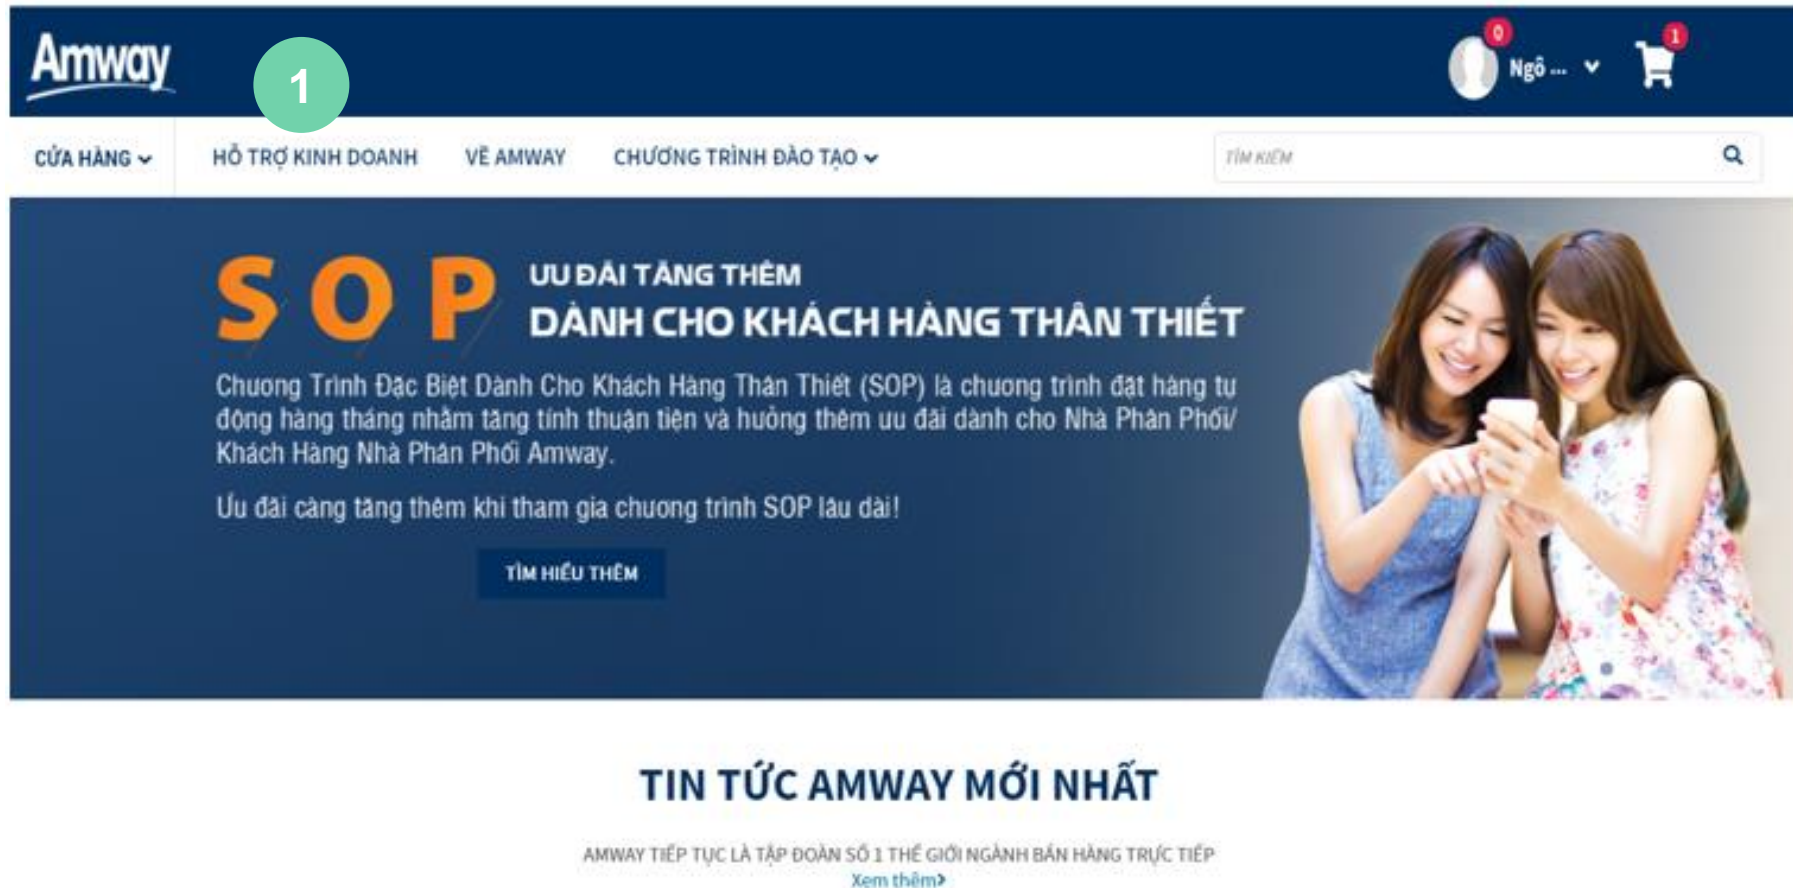 Amway
1
0
Ngô ...
1
CỬA HÀNG
HỖ TRỢ KINH DOANH
VỀ AMWAY
CHƯƠNG TRÌNH ĐÀO TẠO
TÌM KIẾM
SOP
ƯU ĐÃI TĂNG THÊM
DÀNH CHO KHÁCH HÀNG THÂN THIẾT
Chương Trình Đặc Biệt Dành Cho Khách Hàng Thân Thiết (SOP) là chương trình đặt hàng tự
động hàng tháng nhằm tăng tính thuận tiện và hưởng thêm ưu đãi dành cho Nhà Phân Phối/
Khách Hàng Nhà Phân Phối Amway.
Ưu đãi càng tăng thêm khi tham gia chương trình SOP lâu dài!
TÌM HIỂU THÊM
TIN TỨC AMWAY MỚI NHẤT
AMWAY TIẾP TỤC LÀ TẬP ĐOÀN SỐ 1 THẾ GIỚI NGÀNH BÁN HÀNG TRỰC TIẾP
Xem thêm>